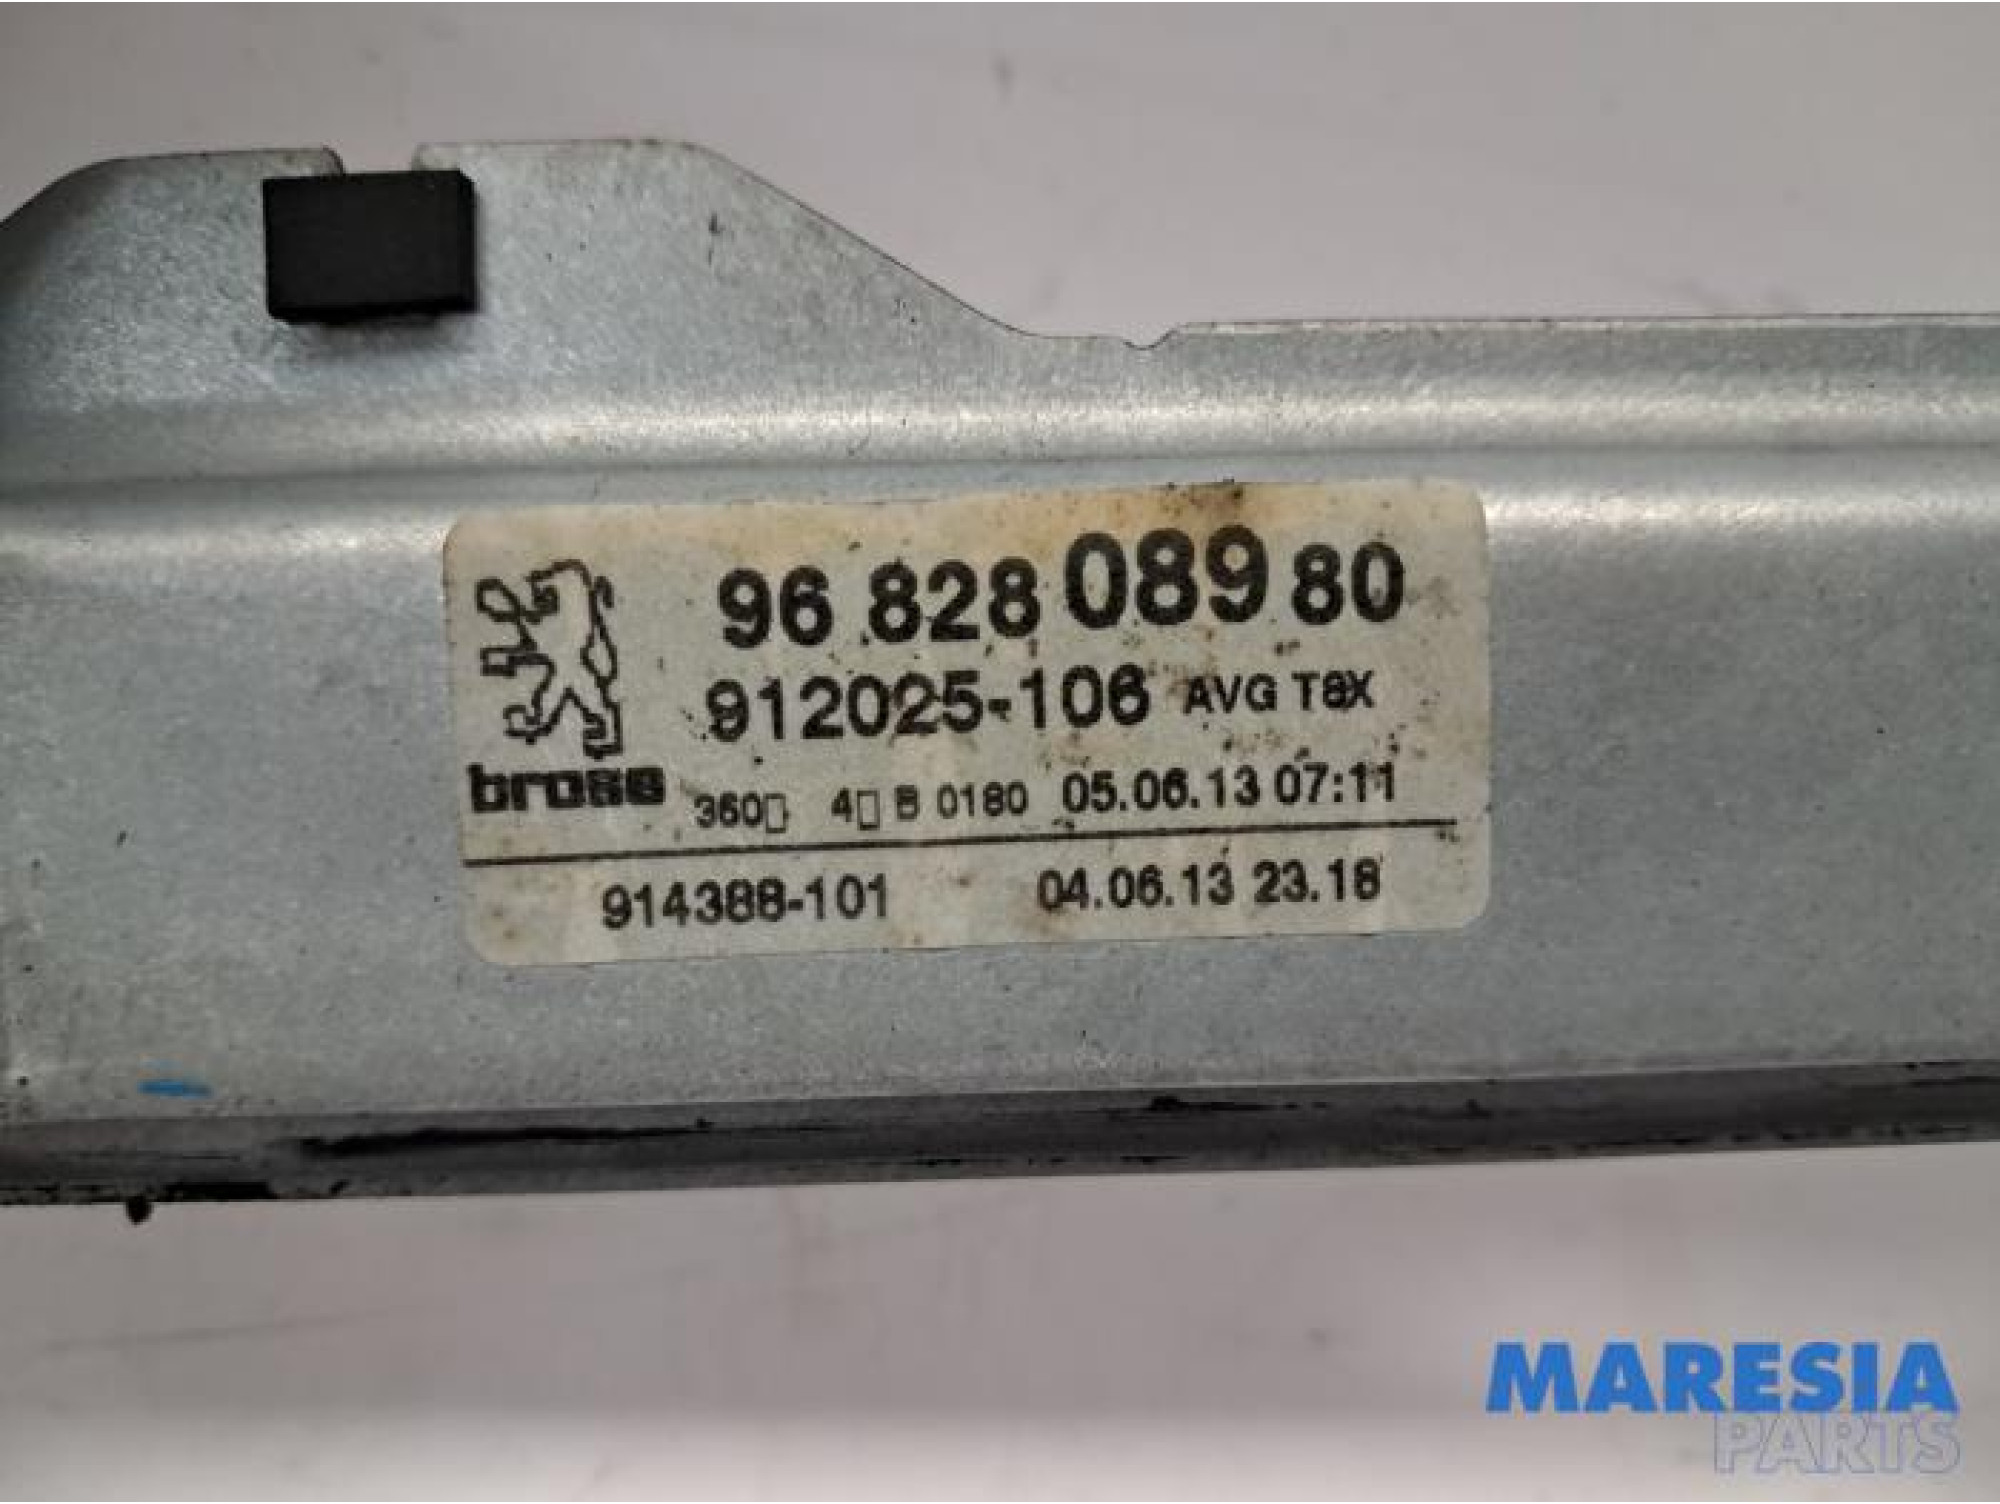 96 828 089 80
912025-106 AVG T8X
brose 360▯ 4▯ B 0180 05.06.13 07:11
914388-101 04.06.13 23.18
MARESIA
PARTS